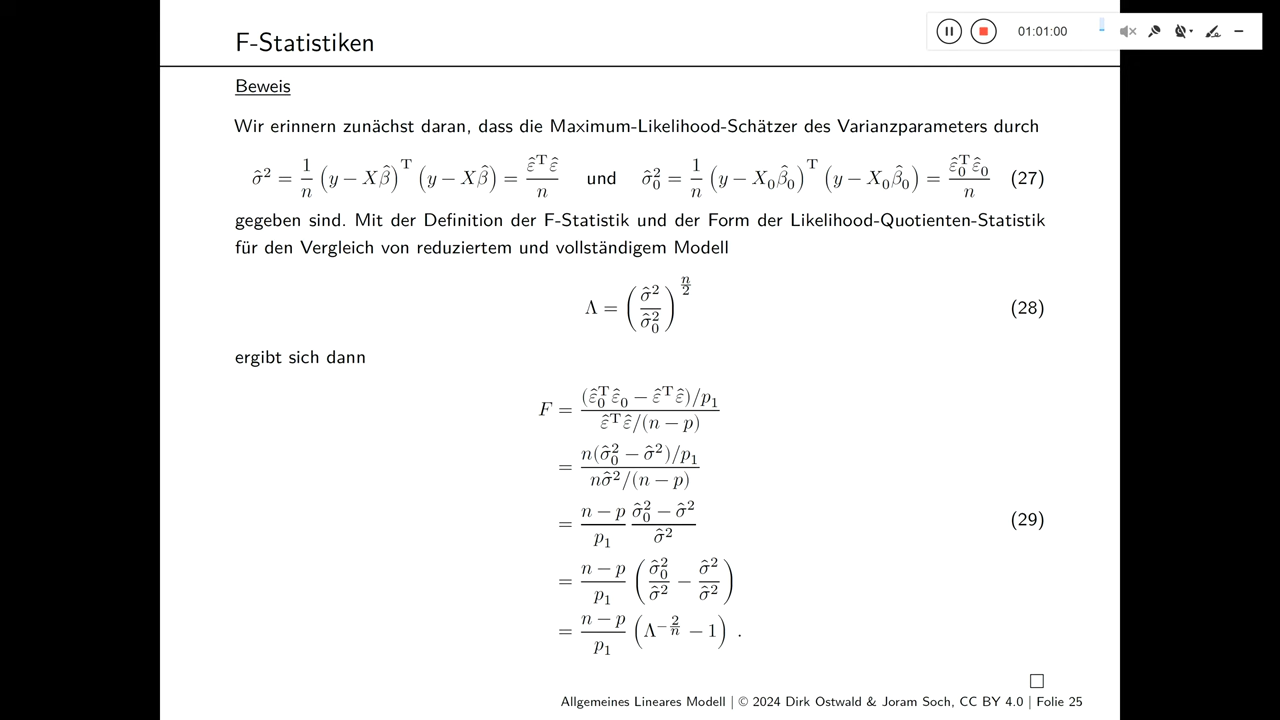 F-Statistiken
01:01:00
Beweis
Wir erinnern zunächst daran, dass die Maximum-Likelihood-Schätzer des Varianzparameters durch
σ̂² = 1/n (y − Xβ̂)ᵀ (y − Xβ̂) = ε̂ᵀε̂/n und σ̂₀² = 1/n (y − X₀β̂₀)ᵀ (y − X₀β̂₀) = ε̂₀ᵀε̂₀/n (27)
gegeben sind. Mit der Definition der F-Statistik und der Form der Likelihood-Quotienten-Statistik
für den Vergleich von reduziertem und vollständigem Modell
Λ = (σ̂²/σ̂₀²)^(n/2) (28)
ergibt sich dann
F = (ε̂₀ᵀε̂₀ − ε̂ᵀε̂)/p₁ / ε̂ᵀε̂/(n − p)
= n(σ̂₀² − σ̂²)/p₁ / nσ̂²/(n − p)
= (n − p)/p₁ (σ̂₀² − σ̂²)/σ̂² (29)
= (n − p)/p₁ (σ̂₀²/σ̂² − σ̂²/σ̂²)
= (n − p)/p₁ (Λ^(−2/n) − 1) .
□
Allgemeines Lineares Modell | © 2024 Dirk Ostwald & Joram Soch, CC BY 4.0 | Folie 25